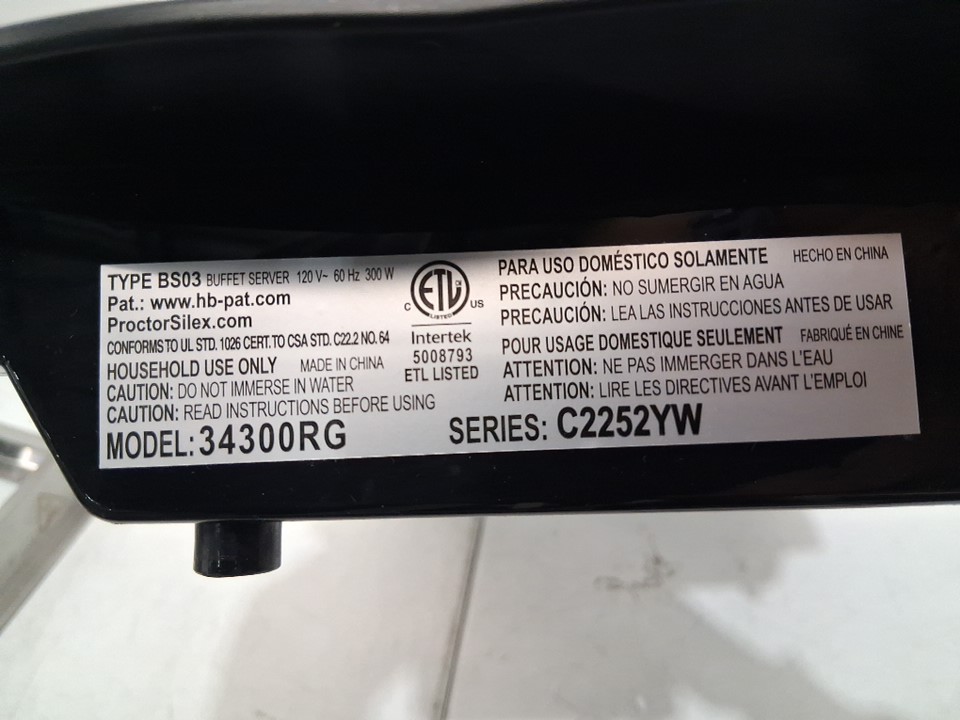 TYPE BS03 BUFFET SERVER 120 V~ 60 Hz 300 W
Pat.: www.hb-pat.com
ProctorSilex.com
CONFORMS TO UL STD. 1026 CERT. TO CSA STD. C22.2 NO. 64
HOUSEHOLD USE ONLY MADE IN CHINA
CAUTION: DO NOT IMMERSE IN WATER
CAUTION: READ INSTRUCTIONS BEFORE USING
MODEL: 34300RG
ETL CM
LISTED
C US
Intertek
5008793
ETL LISTED
PARA USO DOMÉSTICO SOLAMENTE HECHO EN CHINA
PRECAUCIÓN: NO SUMERGIR EN AGUA
PRECAUCIÓN: LEA LAS INSTRUCCIONES ANTES DE USAR
POUR USAGE DOMESTIQUE SEULEMENT FABRIQUÉ EN CHINE
ATTENTION: NE PAS IMMERGER DANS L'EAU
ATTENTION: LIRE LES DIRECTIVES AVANT L'EMPLOI
SERIES: C2252YW